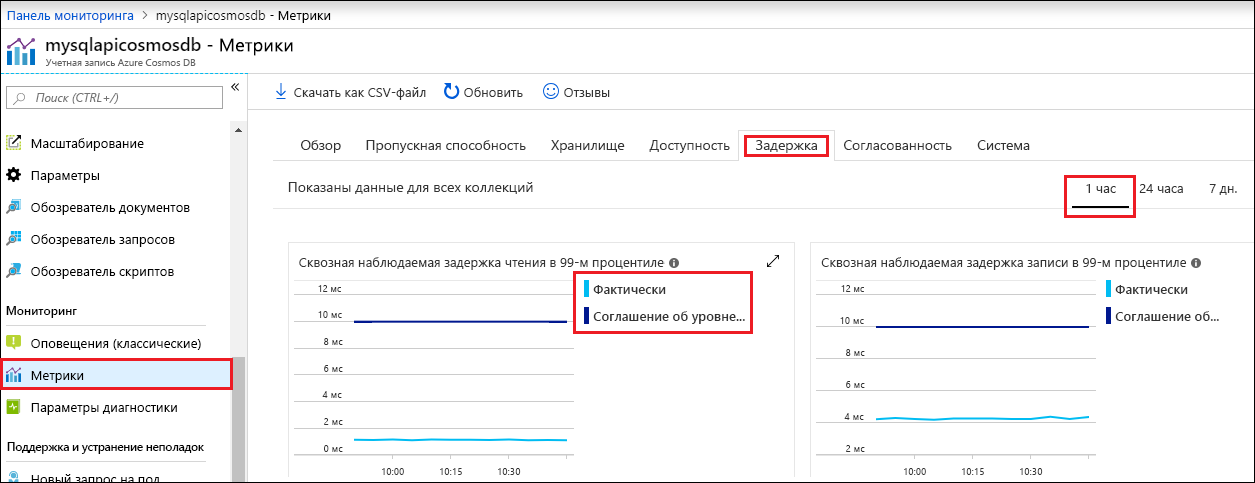 Панель мониторинга > mysqlapicosmosdb - Метрики
mysqlapicosmosdb - Метрики
Учетная запись Azure Cosmos DB
Поиск (CTRL+/)
«
Масштабирование
Параметры
Обозреватель документов
Обозреватель запросов
Обозреватель скриптов
Мониторинг
Оповещения (классические)
Метрики
Параметры диагностики
Поддержка и устранение неполадок
Новый запрос на под
Скачать как CSV-файл Обновить Отзывы
Обзор Пропускная способность Хранилище Доступность Задержка Согласованность Система
Показаны данные для всех коллекций
1 час 24 часа 7 дн.
Сквозная наблюдаемая задержка чтения в 99-м процентиле
12 мс
10 мс
8 мс
6 мс
4 мс
2 мс
0 мс
10:00 10:15 10:30
Фактически
Соглашение об уровне...
Сквозная наблюдаемая задержка записи в 99-м процентиле
12 мс
10 мс
8 мс
6 мс
4 мс
2 мс
10:00 10:15 10:30
Фактически
Соглашение об...